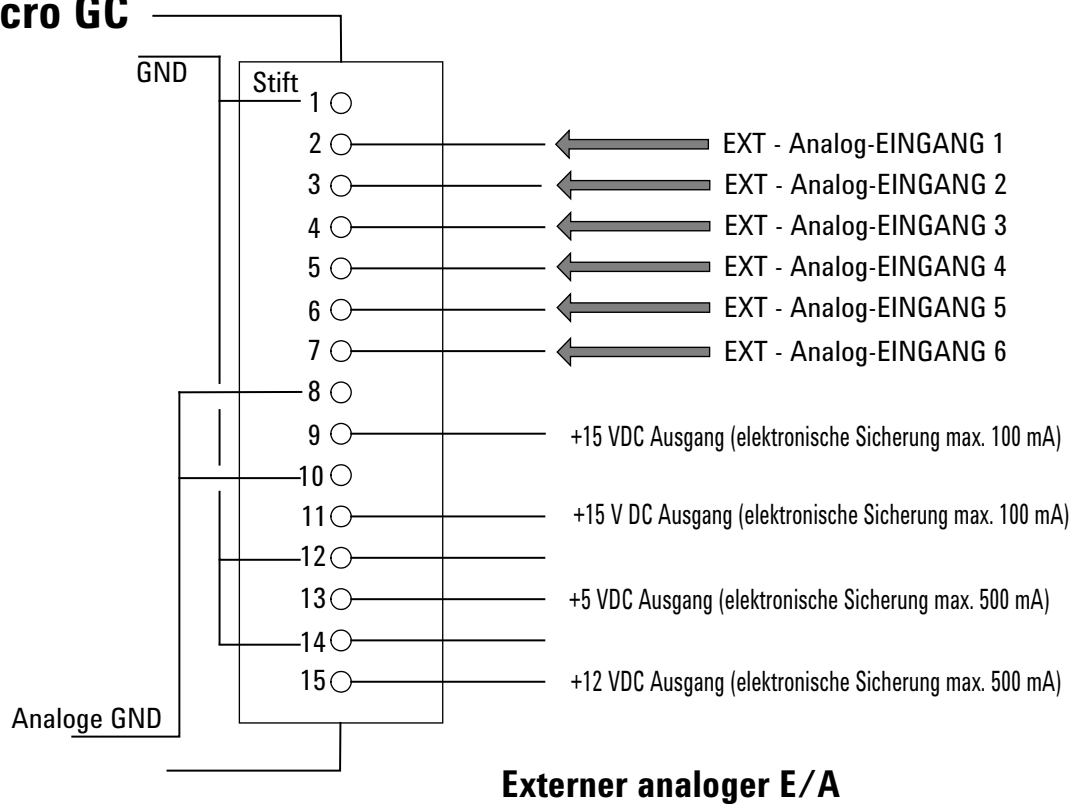 cro GC
GND
Stift
1
2 EXT - Analog-EINGANG 1
3 EXT - Analog-EINGANG 2
4 EXT - Analog-EINGANG 3
5 EXT - Analog-EINGANG 4
6 EXT - Analog-EINGANG 5
7 EXT - Analog-EINGANG 6
8
9 +15 VDC Ausgang (elektronische Sicherung max. 100 mA)
10
11 +15 V DC Ausgang (elektronische Sicherung max. 100 mA)
12
13 +5 VDC Ausgang (elektronische Sicherung max. 500 mA)
14
15 +12 VDC Ausgang (elektronische Sicherung max. 500 mA)
Analoge GND
Externer analoger E/A